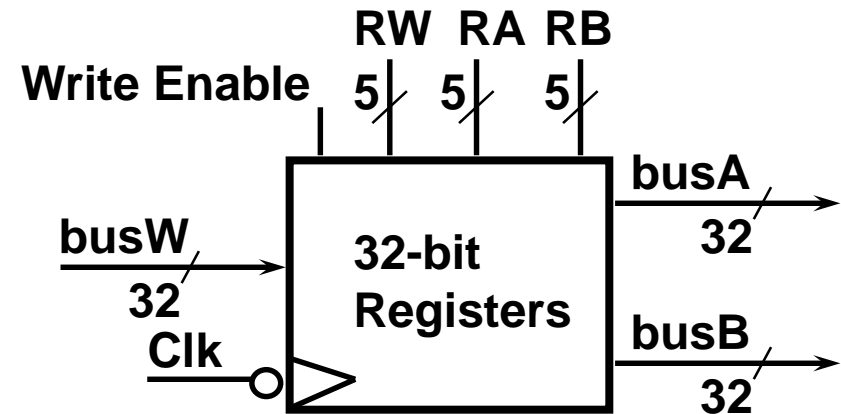 RW RA RB
Write Enable 5 5 5
busA
32
busW
32
32-bit
Registers
Clk
busB
32